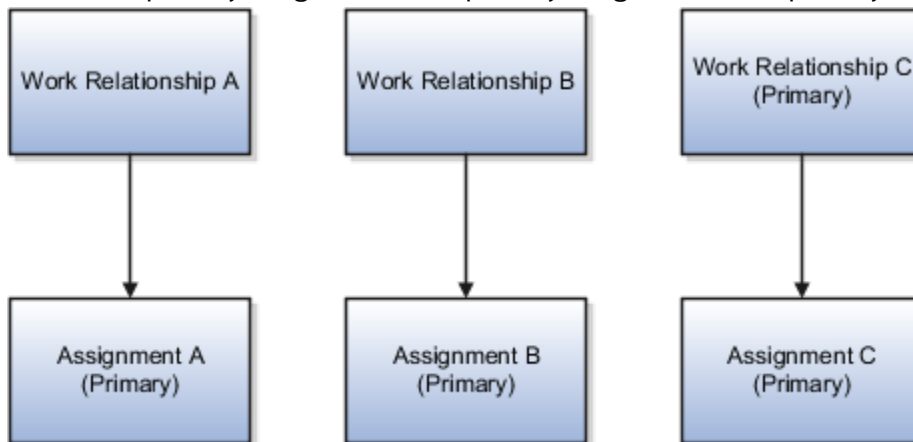 Work Relationship A
Work Relationship B
Work Relationship C
(Primary)
Assignment A
(Primary)
Assignment B
(Primary)
Assignment C
(Primary)